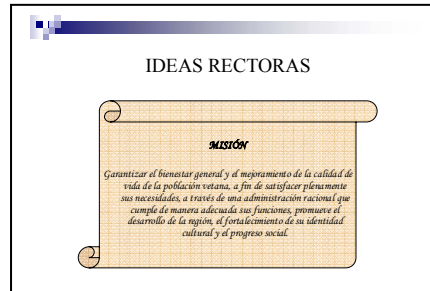 IDEAS RECTORAS
MISIÓN
Garantizar el bienestar general y el mejoramiento de la calidad de
vida de la población vetana, a fin de satisfacer plenamente
sus necesidades, a través de una administración racional que
cumple de manera adecuada sus funciones, promueve el
desarrollo de la región, el fortalecimiento de su identidad
cultural y el progreso social.